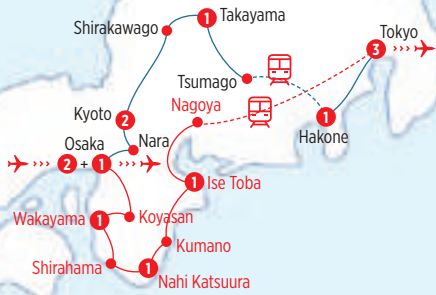 Shirakawago
1 Takayama
Tokyo
3
Tsumago
Nagoya
Kyoto
2
1
Hakone
Osaka
Nara
2 + 1
1 Ise Toba
Wakayama 1
Koyasan
Kumano
Shirahama
1
Nahi Katsuura